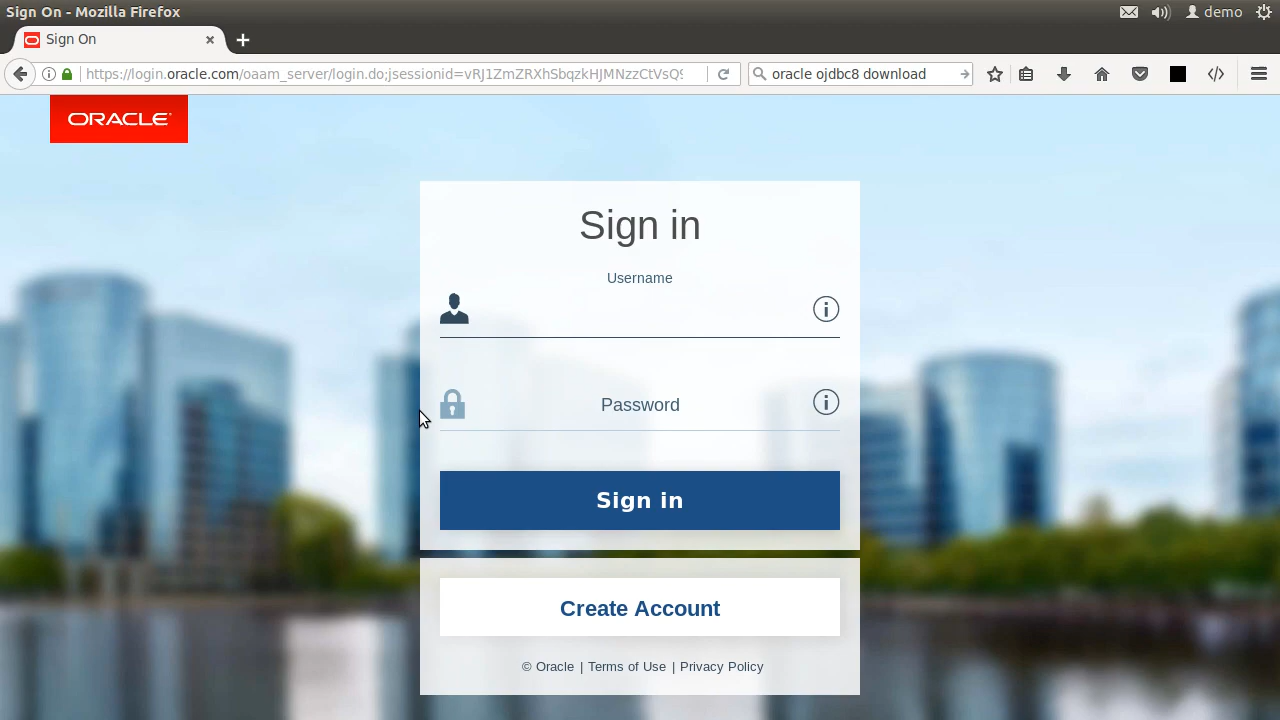 Sign On - Mozilla Firefox
demo
Sign On
https://login.oracle.com/oaam_server/login.do;jsessionid=vRJ1ZmZRXhSbqzkHJMNzzCtVsQ9
oracle ojdbc8 download
ORACLE
Sign in
Username
Password
Sign in
Create Account
© Oracle | Terms of Use | Privacy Policy